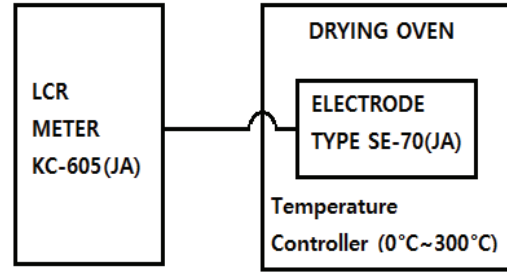 LCR
METER
KC-605(JA)
DRYING OVEN
ELECTRODE
TYPE SE-70(JA)
Temperature
Controller (0°C~300°C)